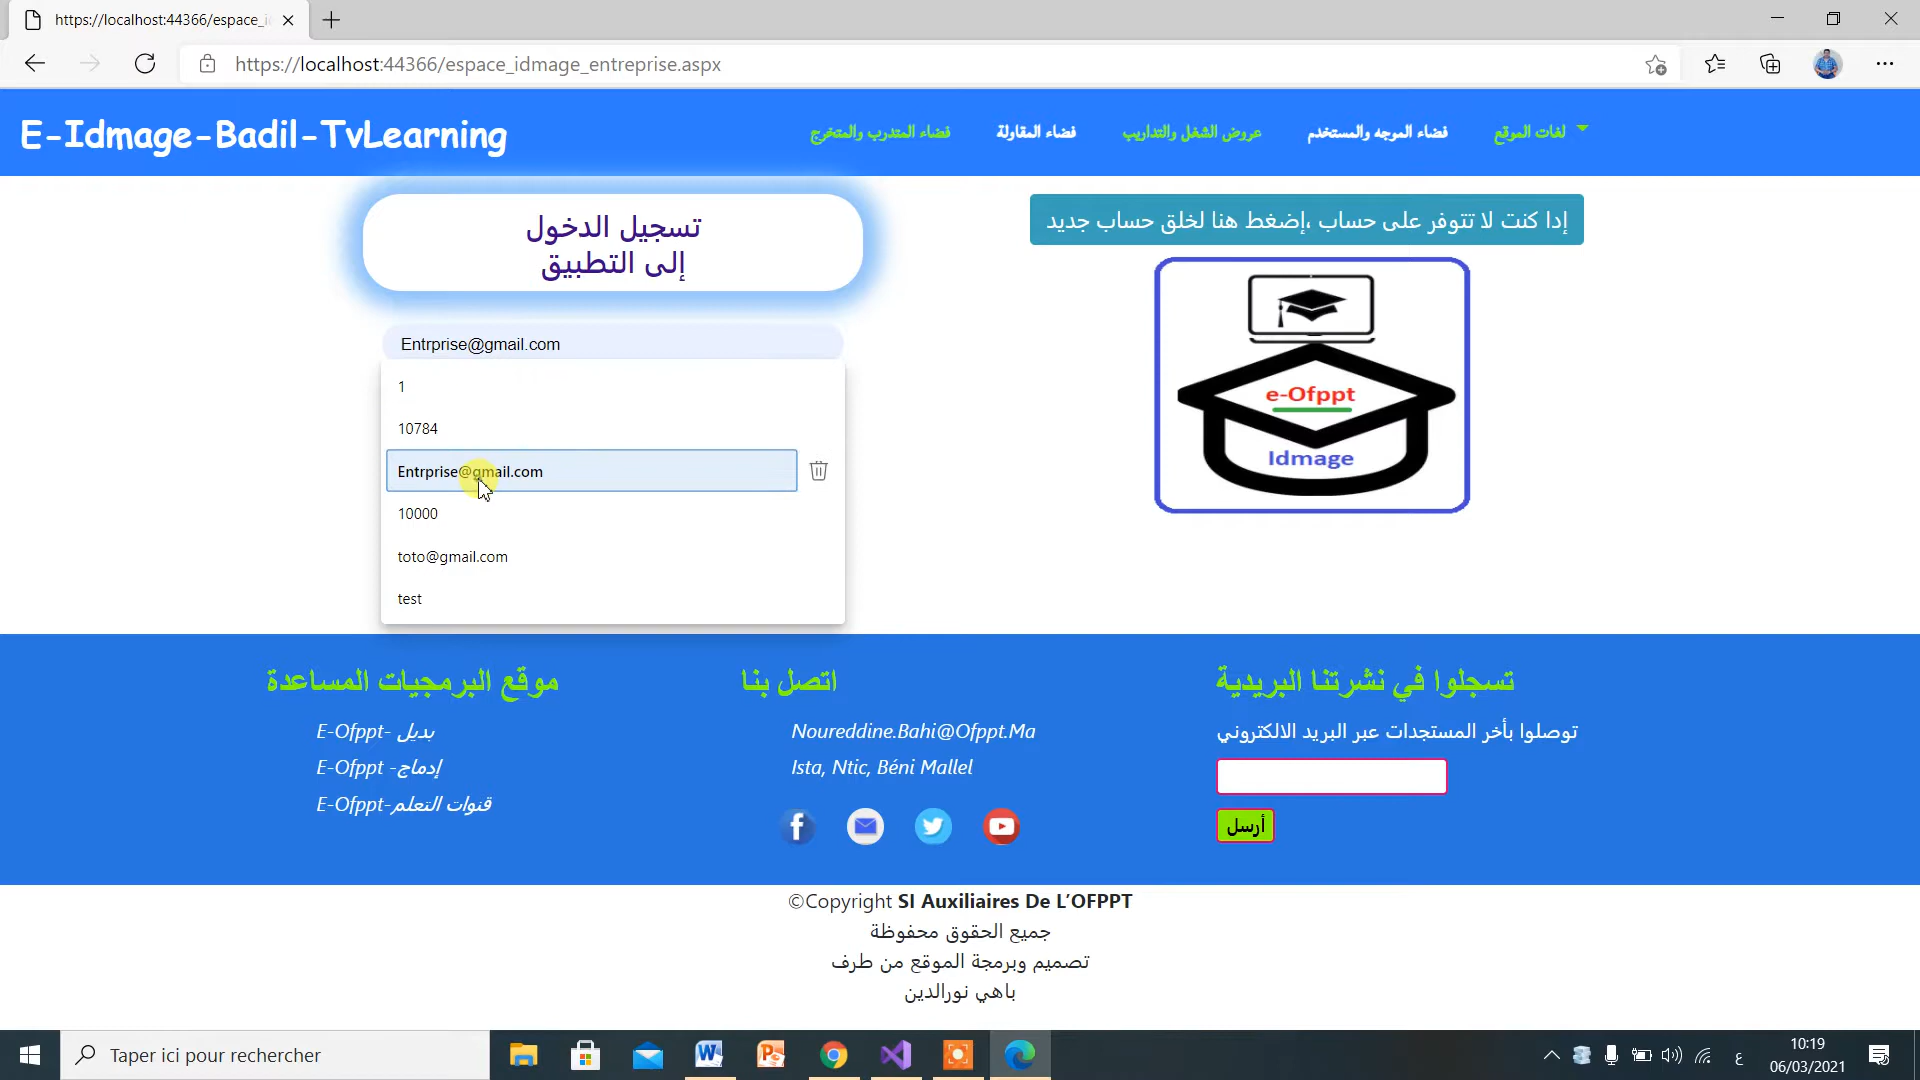 https://localhost:44366/espace_i
https://localhost:44366/espace_idmage_entreprise.aspx
E-Idmage-Badil-TvLearning
فضاء المتدرب والمتخرج
فضاء المقاولة
عروض الشغل والتداريب
فضاء الموجه والمستخدم
لغات الموقع
تسجيل الدخول
إلى التطبيق
إدا كنت لا تتوفر على حساب ،إضغط هنا لخلق حساب جديد
Entrprise@gmail.com
1
10784
Entrprise@gmail.com
10000
toto@gmail.com
test
e-Ofppt
Idmage
موقع البرمجيات المساعدة
E-Ofppt- بديل
E-Ofppt -إدماج
E-Ofppt-قنوات التعلم
اتصل بنا
Noureddine.Bahi@Ofppt.Ma
Ista, Ntic, Béni Mallel
تسجلوا في نشرتنا البريدية
توصلوا بأخر المستجدات عبر البريد الالكتروني
أرسل
©Copyright SI Auxiliaires De L’OFPPT
جميع الحقوق محفوظة
تصميم وبرمجة الموقع من طرف
باهي نورالدين
Taper ici pour rechercher
ع
10:19
06/03/2021